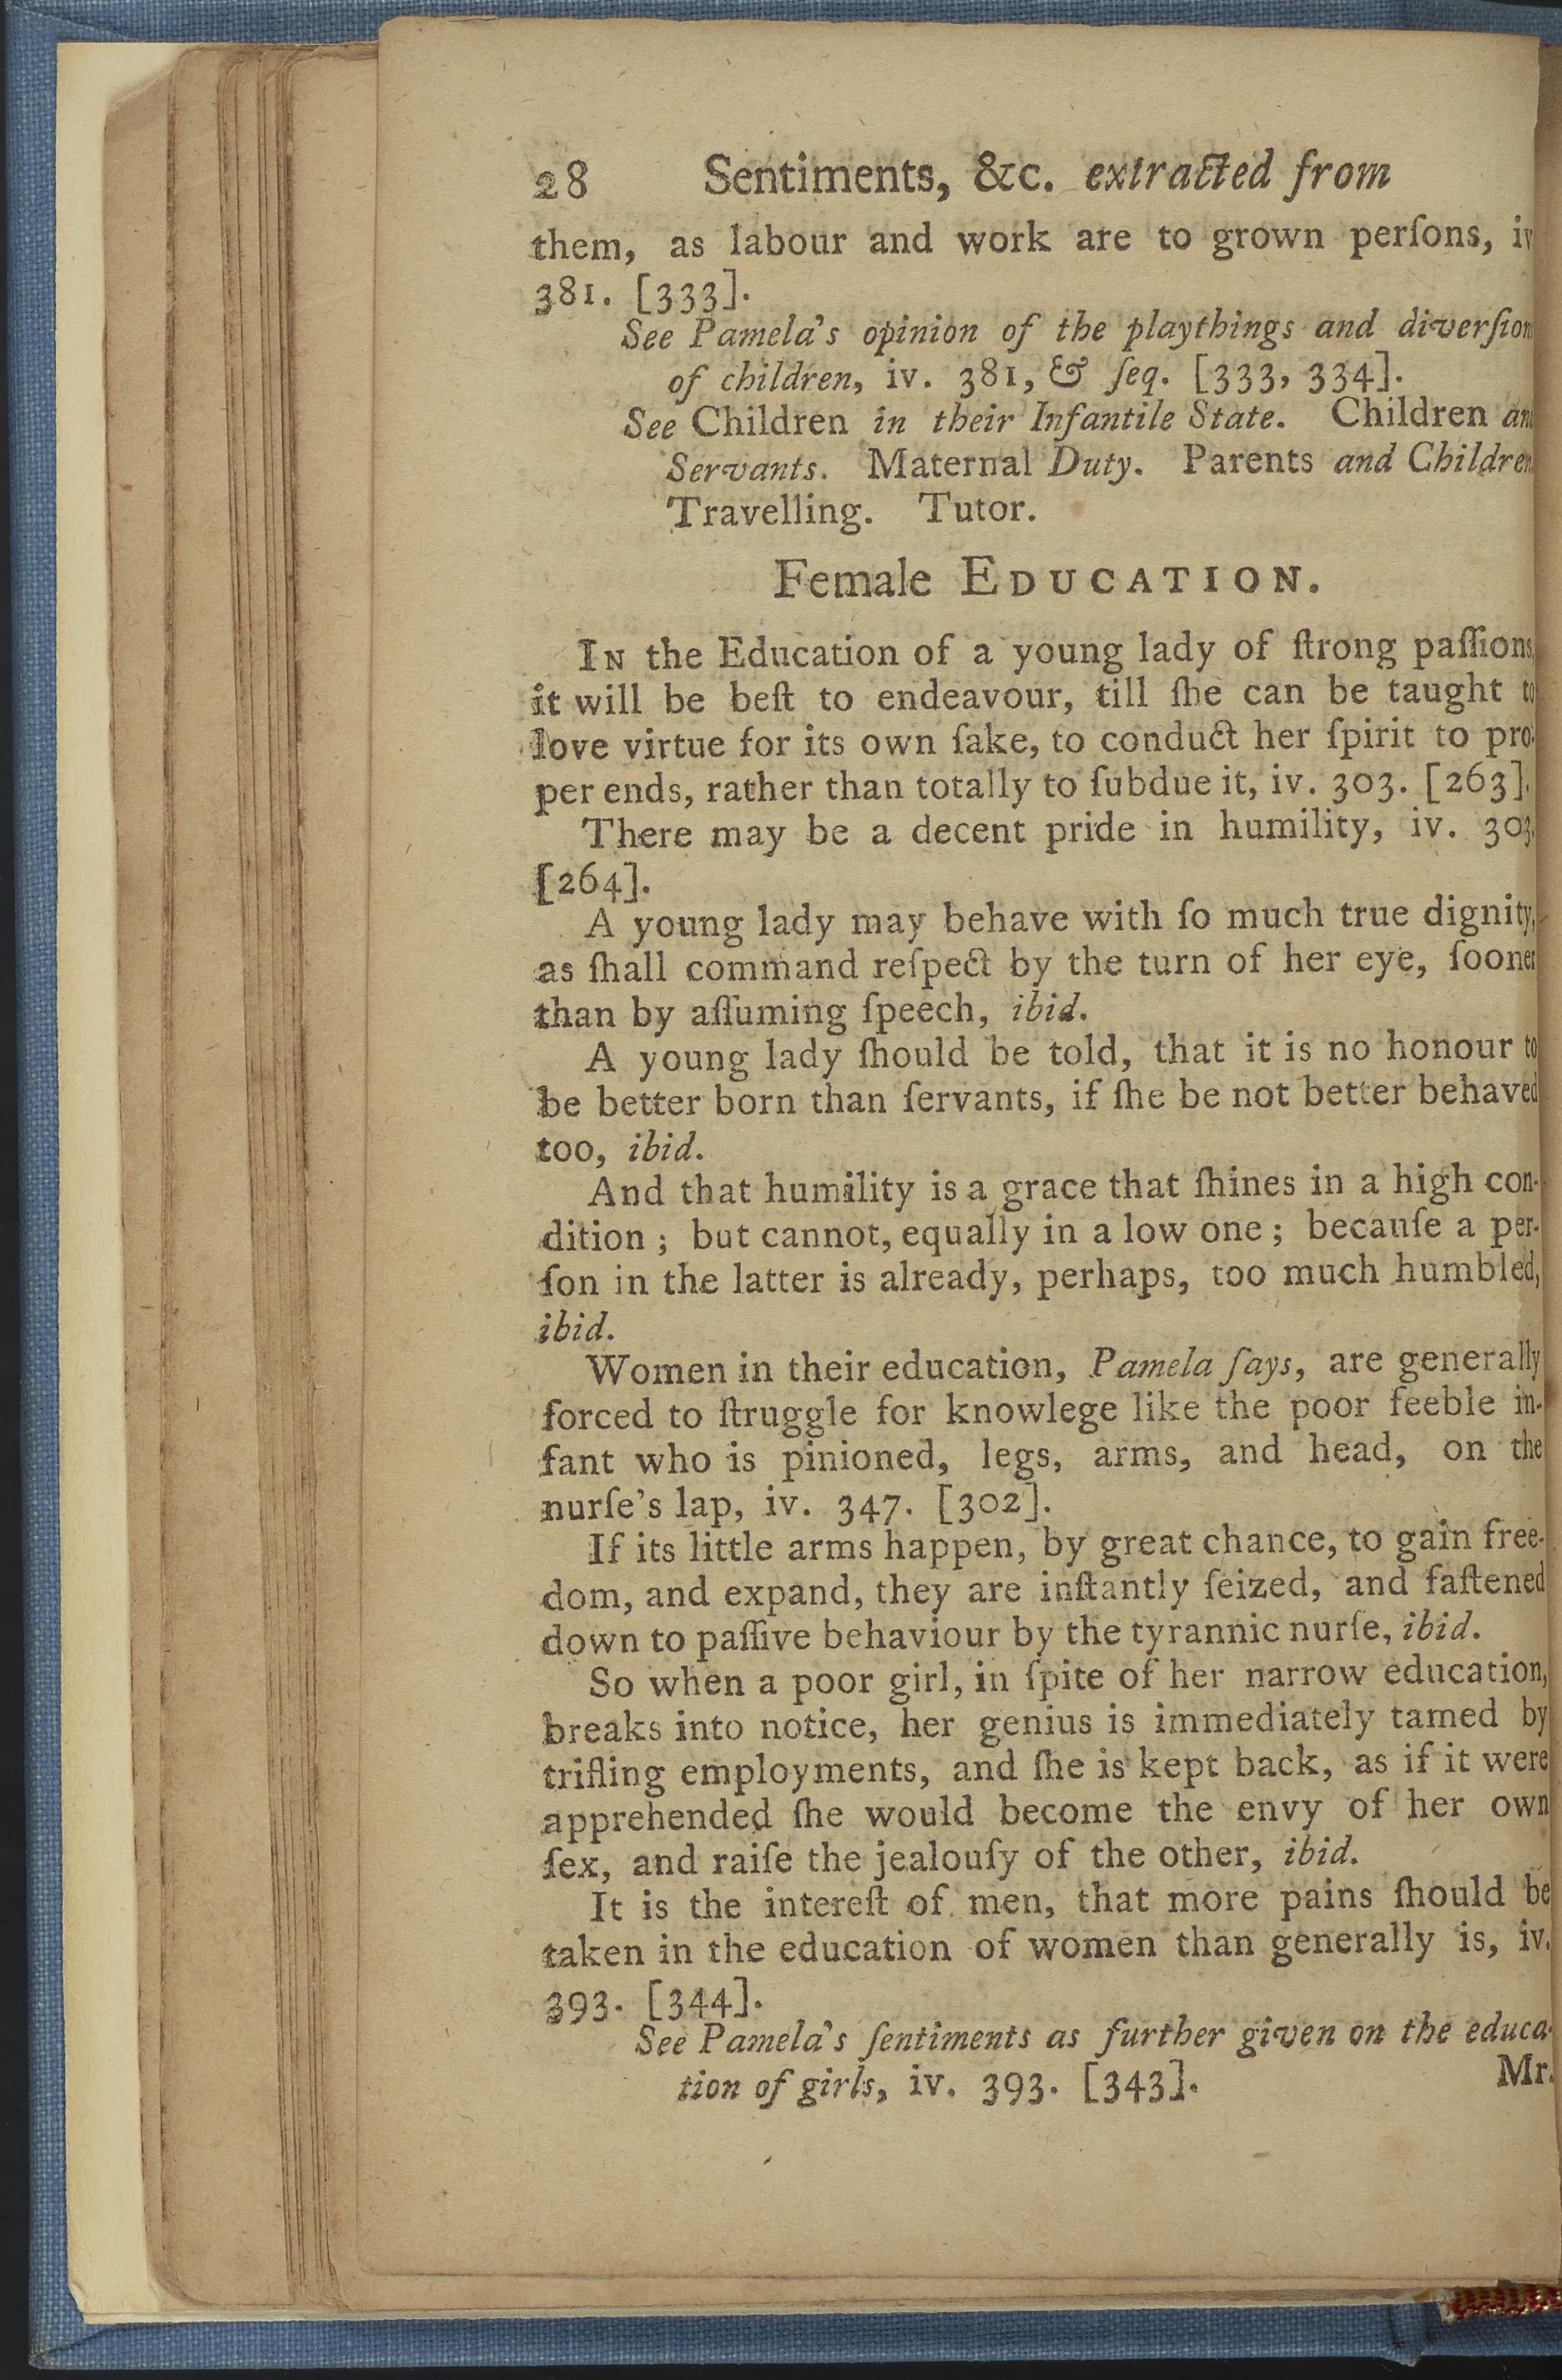 28 Sentiments, &c. extracted from
them, as labour and work are to grown perſons, iv
381. [333].
See Pamela's opinion of the playthings and diverſion
of children, iv. 381, & ſeq. [333, 334].
See Children in their Infantile State. Children an
Servants. Maternal Duty. Parents and Children
Travelling. Tutor.
Female EDUCATION.
IN the Education of a young lady of ſtrong paſſions,
it will be beſt to endeavour, till ſhe can be taught to
love virtue for its own ſake, to conduct her ſpirit to pro-
per ends, rather than totally to ſubdue it, iv. 303. [263].
There may be a decent pride in humility, iv. 303.
[264].
A young lady may behave with ſo much true dignity,
as ſhall command reſpect by the turn of her eye, ſooner
than by aſſuming ſpeech, ibid.
A young lady ſhould be told, that it is no honour to
be better born than ſervants, if ſhe be not better behaved
too, ibid.
And that humility is a grace that ſhines in a high con-
dition ; but cannot, equally in a low one ; becauſe a per-
ſon in the latter is already, perhaps, too much humbled,
ibid.
Women in their education, Pamela ſays, are generally
forced to ſtruggle for knowlege like the poor feeble in-
fant who is pinioned, legs, arms, and head, on the
nurſe's lap, iv. 347. [302].
If its little arms happen, by great chance, to gain free-
dom, and expand, they are inſtantly ſeized, and faſtened
down to paſſive behaviour by the tyrannic nurſe, ibid.
So when a poor girl, in ſpite of her narrow education,
breaks into notice, her genius is immediately tamed by
trifling employments, and ſhe is kept back, as if it were
apprehended ſhe would become the envy of her own
ſex, and raiſe the jealouſy of the other, ibid.
It is the intereſt of men, that more pains ſhould be
taken in the education of women than generally is, iv.
393. [344].
See Pamela's ſentiments as further given on the educa-
tion of girls, iv. 393. [343].
Mr.